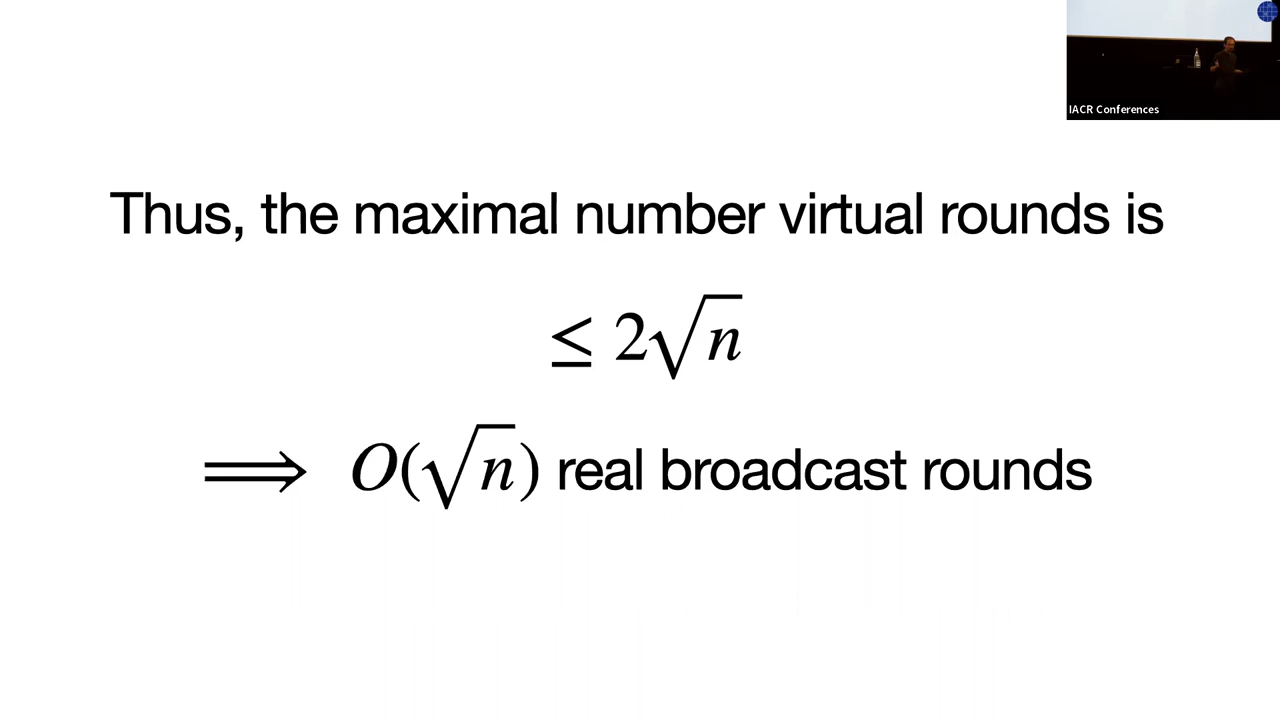 IACR Conferences
Thus, the maximal number virtual rounds is
≤ 2√n
⟹ O(√n) real broadcast rounds